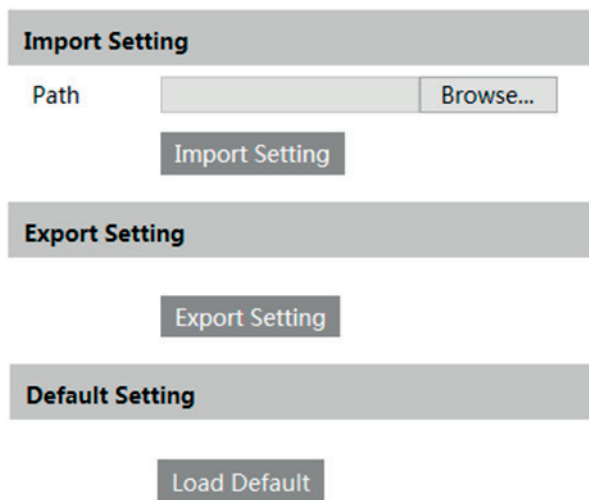 Import Setting
Path Browse...
Import Setting
Export Setting
Export Setting
Default Setting
Load Default